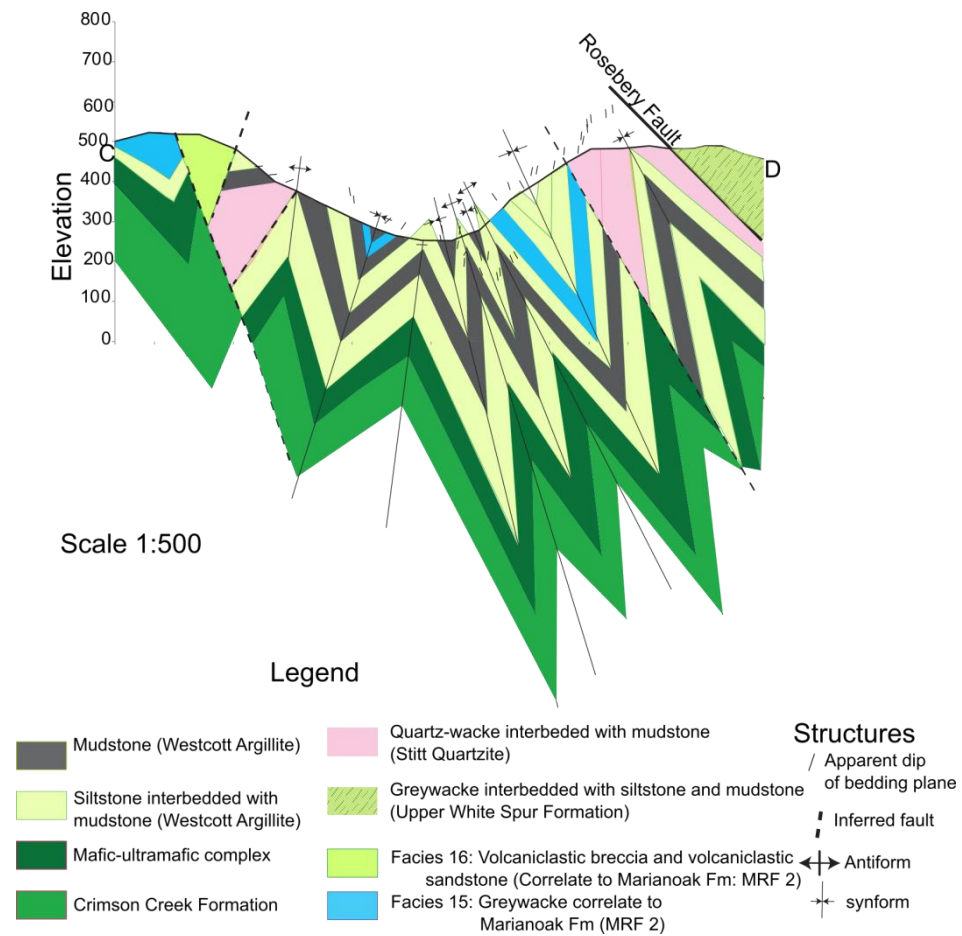 800
700
600
500
400
300
200
100
0
Elevation
C
D
Rosebery Fault
Scale 1:500
Legend
Mudstone (Westcott Argillite)
Siltstone interbedded with
mudstone (Westcott Argillite)
Mafic-ultramafic complex
Crimson Creek Formation
Quartz-wacke interbeded with mudstone
(Stitt Quartzite)
Greywacke interbedded with siltstone and mudstone
(Upper White Spur Formation)
Facies 16: Volcaniclastic breccia and volcaniclastic
sandstone (Correlate to Marianoak Fm: MRF 2)
Facies 15: Greywacke correlate to
Marianoak Fm (MRF 2)
Structures
Apparent dip
of bedding plane
Inferred fault
Antiform
synform